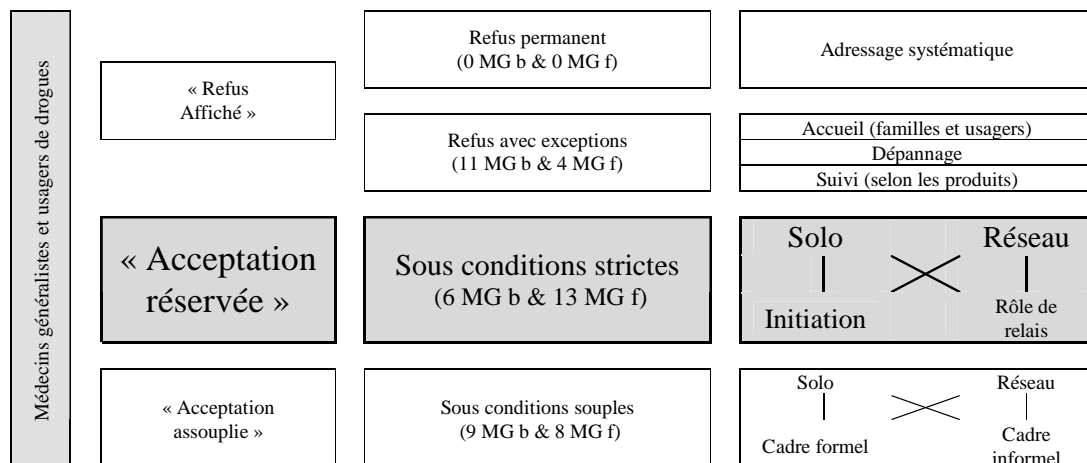 Médecins généralistes et usagers de drogues
« Refus
Affiché »
Refus permanent
(0 MG b & 0 MG f)
Adressage systématique
Refus avec exceptions
(11 MG b & 4 MG f)
Accueil (familles et usagers)
Dépannage
Suivi (selon les produits)
« Acceptation
réservée »
Sous conditions strictes
(6 MG b & 13 MG f)
Solo
Réseau
Initiation
Rôle de
relais
« Acceptation
assouplie »
Sous conditions souples
(9 MG b & 8 MG f)
Solo
Réseau
Cadre formel
Cadre
informel